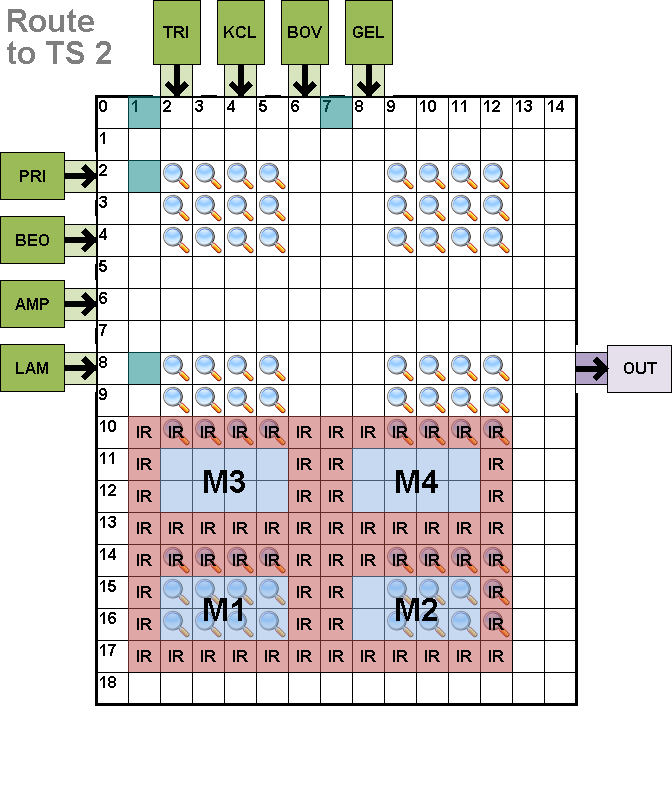 Route
to TS 2
TRI KCL BOV GEL
0 1 2 3 4 5 6 7 8 9 10 11 12 13 14
1
PRI 2
3
BEO 4
5
AMP 6
7
LAM 8 OUT
9
10 IR IR IR IR IR IR IR IR IR IR IR IR
11 IR IR IR IR
M3 M4
12 IR IR IR IR
13 IR IR IR IR IR IR IR IR IR IR IR IR
14 IR IR IR IR IR IR IR IR IR IR IR IR
15 IR IR IR IR
M1 M2
16 IR IR IR IR
17 IR IR IR IR IR IR IR IR IR IR IR IR
18